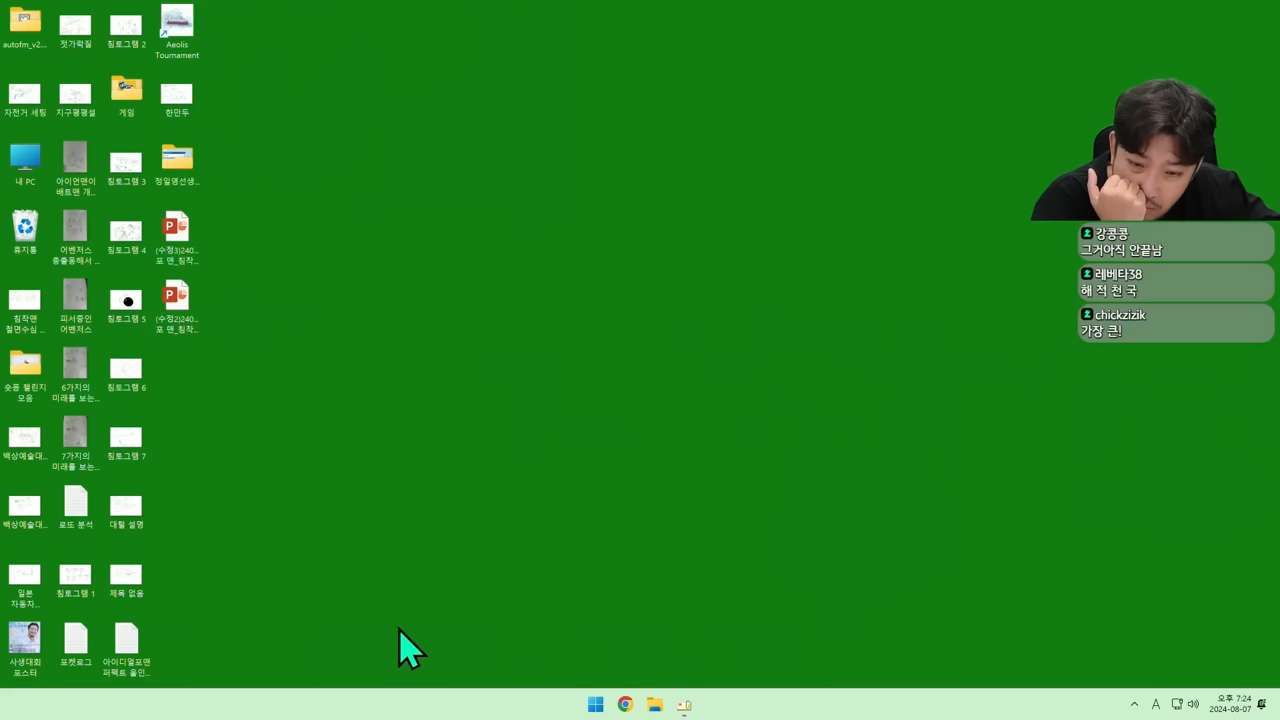 autofm_v2...
젓가락질
침토그램 2
Aeolis
Tournament
자전거 세팅
지구평평설
게임
한만두
내 PC
아이언맨이
배트맨 개...
침토그램 3
정일영선생...
휴지통
어벤저스
총출동해서 ...
침토그램 4
(수정3)240...
포 맨_침착...
침착맨
철면수심 ...
피서중인
어벤저스
침토그램 5
(수정2)240...
포 맨_침착...
숏퐁 챌린지
모음
6가지의
미래를 보는...
침토그램 6
백상예술대...
7가지의
미래를 보는...
침토그램 7
백상예술대...
로또 분석
대털 설명
일본
자동차...
침토그램 1
제목 없음
사생대회
포스터
포켓로그
아이디얼포맨
퍼펙트 올인...
강콩콩
그거아직 안끝남
레베타38
해 적 천 국
chickzizik
가장 큰!
A
오후 7:24
2024-08-07